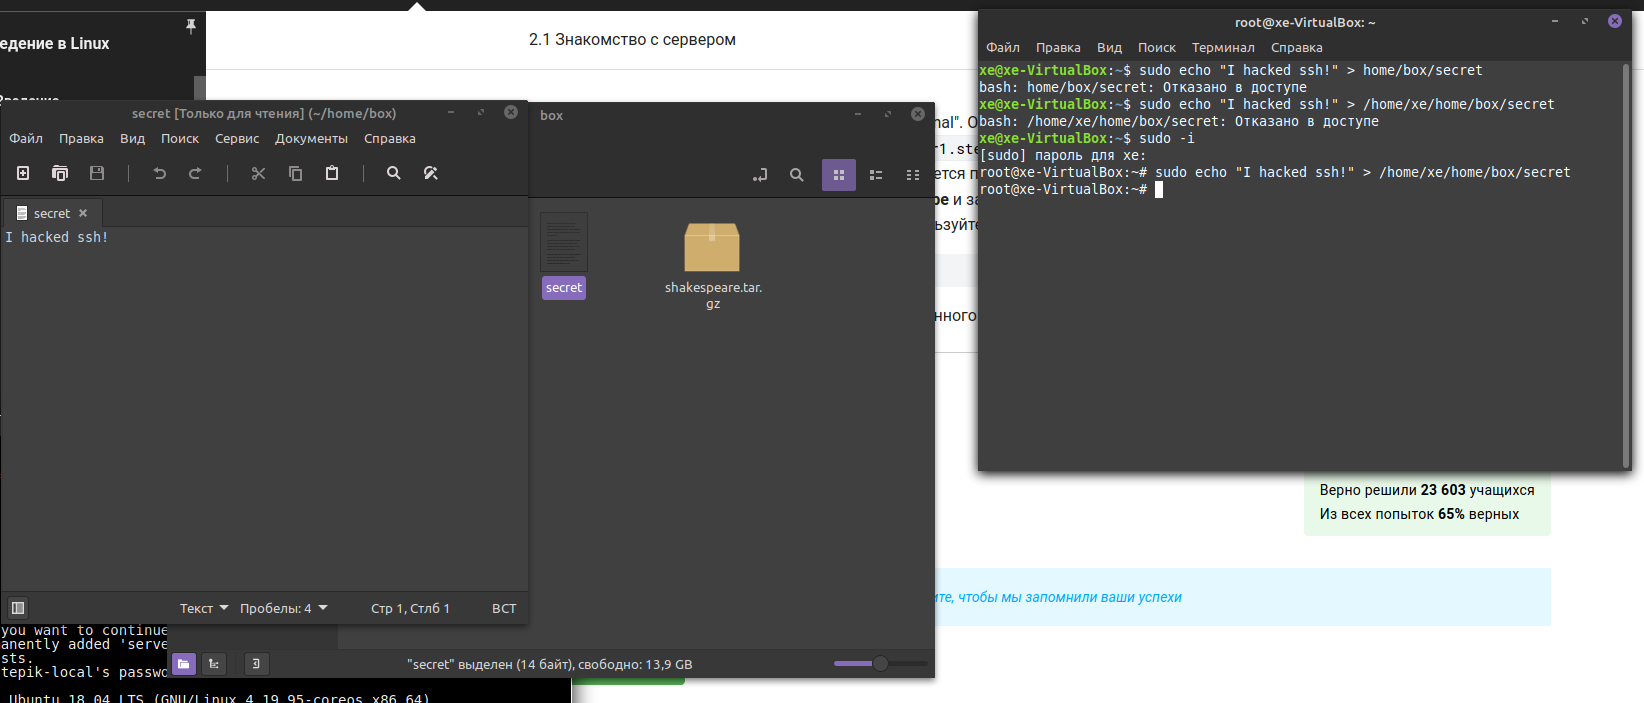 едение в Linux
2.1 Знакомство с сервером
secret [Только для чтения] (~/home/box)
Файл Правка Вид Поиск Сервис Документы Справка
secret
I hacked ssh!
Текст Пробелы: 4 Стр 1, Стлб 1 ВСТ
box
secret
shakespeare.tar.
gz
"secret" выделен (14 байт), свободно: 13,9 GB
root@xe-VirtualBox: ~
Файл Правка Вид Поиск Терминал Справка
xe@xe-VirtualBox:~$ sudo echo "I hacked ssh!" > home/box/secret
bash: home/box/secret: Отказано в доступе
xe@xe-VirtualBox:~$ sudo echo "I hacked ssh!" > /home/xe/home/box/secret
bash: /home/xe/home/box/secret: Отказано в доступе
xe@xe-VirtualBox:~$ sudo -i
[sudo] пароль для xe:
root@xe-VirtualBox:~# sudo echo "I hacked ssh!" > /home/xe/home/box/secret
root@xe-VirtualBox:~#
nal". О
r1.ste
ется п
ре и за
ьзуйте
нного
Верно решили 23 603 учащихся
Из всех попыток 65% верных
ите, чтобы мы запомнили ваши успехи
you want to continue
anently added 'serve
sts.
tepik-local's passwo
Ubuntu 18.04 LTS (GNU/Linux 4.19.95-coreos x86_64)